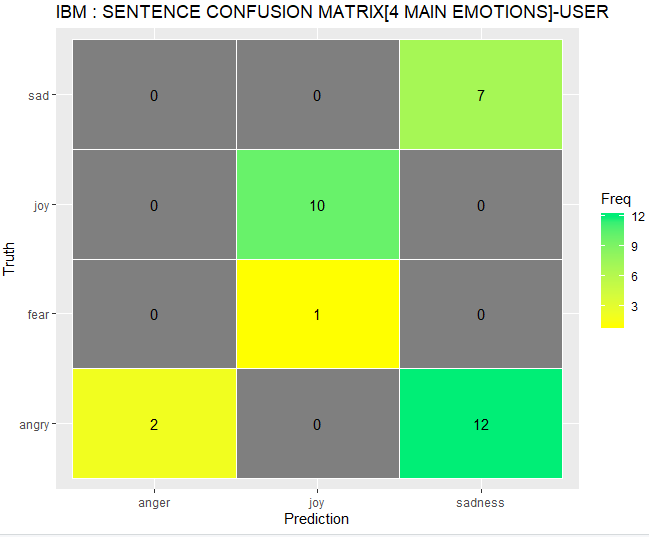 IBM : SENTENCE CONFUSION MATRIX[4 MAIN EMOTIONS]-USER
sad
0
0
7
joy
0
10
0
fear
0
1
0
angry
2
0
12
anger
joy
sadness
Prediction
Truth
Freq
12
9
6
3